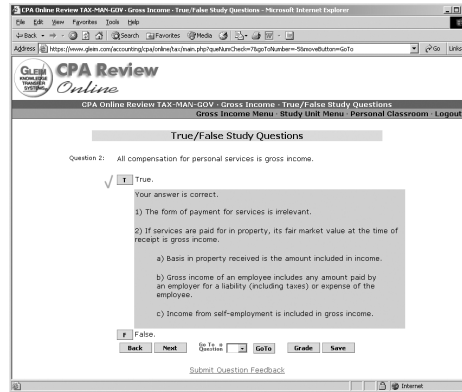 CPA Online Review TAX-MAN-GOV - Gross Income - True/False Study Questions - Microsoft Internet Explorer
File Edit View Favorites Tools Help
Back Search Favorites Media
Address https://www.gleim.com/accounting/cpa/online/tax/main.php?queNumCheck=7&goToNumber=-5&moveButton=GoTo Go Links
GLEIM KNOWLEDGE TRANSFER SYSTEMS CPA Review
Online
CPA Online Review TAX-MAN-GOV - Gross Income - True/False Study Questions
Gross Income Menu - Study Unit Menu - Personal Classroom - Logout
True/False Study Questions
Question 2: All compensation for personal services is gross income.
T True.
Your answer is correct.
1) The form of payment for services is irrelevant.
2) If services are paid for in property, its fair market value at the time of
receipt is gross income.
a) Basis in property received is the amount included in income.
b) Gross income of an employee includes any amount paid by
an employer for a liability (including taxes) or expense of the
employee.
c) Income from self-employment is included in gross income.
F False.
Back Next Go To a Question GoTo Grade Save
Submit Question Feedback
Internet